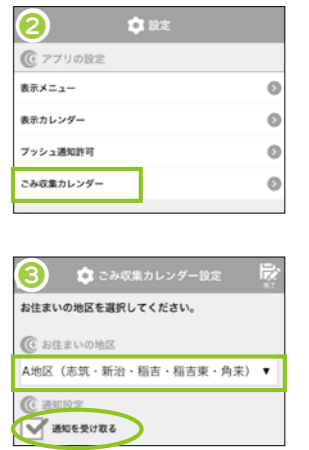 2
設定
アプリの設定
表示メニュー
表示カレンダー
プッシュ通知許可
ごみ収集カレンダー
3
ごみ収集カレンダー設定
完了
お住まいの地区を選択してください。
お住まいの地区
A地区（志筑・新治・稲吉・稲吉東・角来）▼
通知設定
通知を受け取る